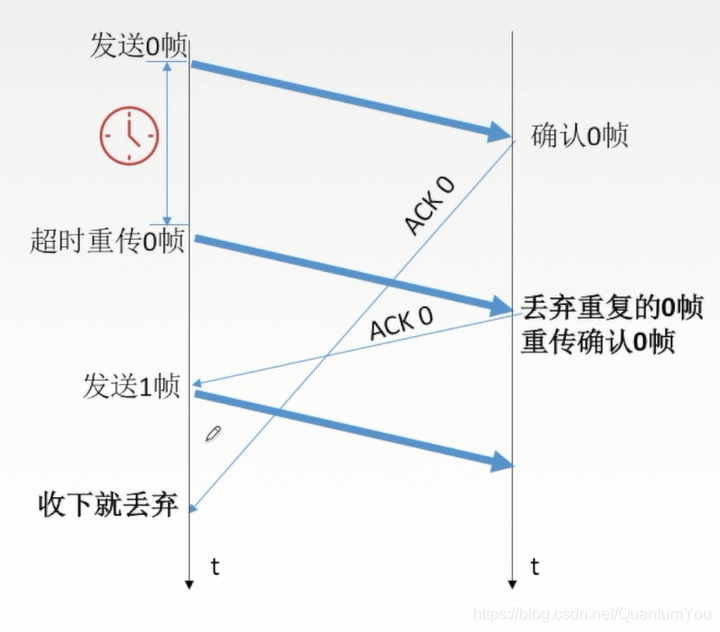 发送0帧
确认0帧
ACK 0
超时重传0帧
丢弃重复的0帧
重传确认0帧
ACK 0
发送1帧
收下就丢弃
t
t
https://blog.csdn.net/QuantumYou